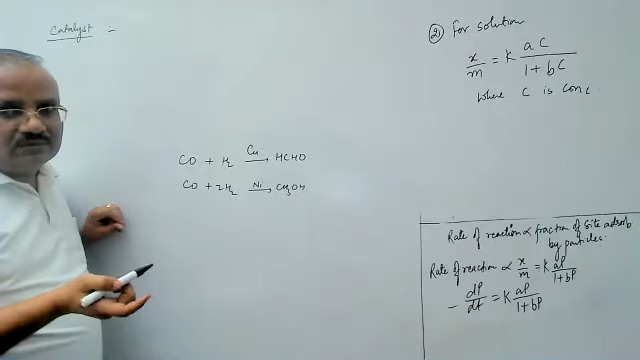 Catalyst :-
CO + H2 Cu→ HCHO
CO + 2H2 Ni→ CH3OH
② For solution
x/m = K aC/1+bC
Where C is Conc.
Rate of reaction ∝ fraction of site adsorb
by particles.
Rate of reaction ∝ x/m = K aP/1+bP
- dP/dt = K aP/1+bP